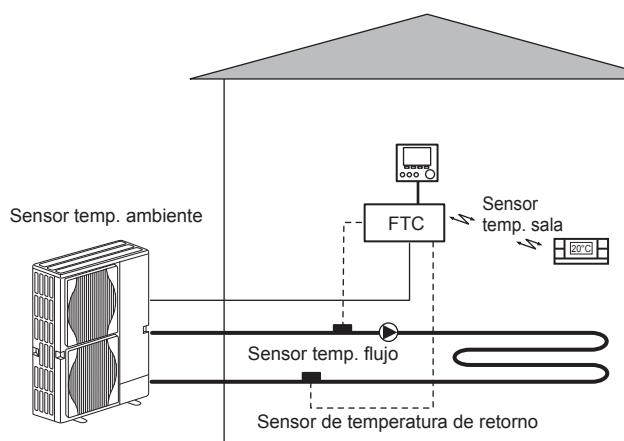 Sensor temp. ambiente
FTC
Sensor
temp. sala
20°C
Sensor temp. flujo
Sensor de temperatura de retorno